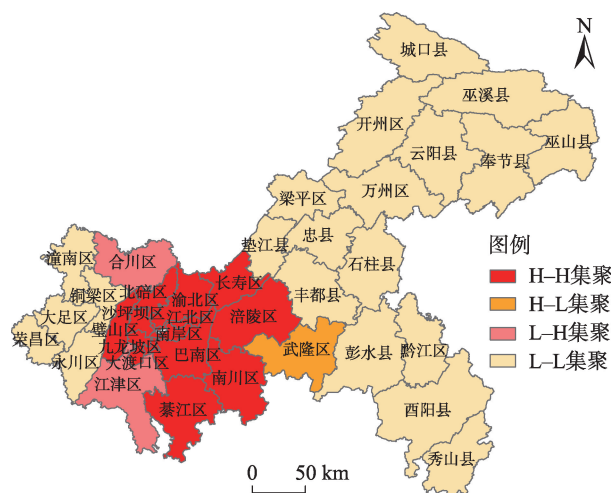 N
城口县
巫溪县
开州区
巫山县
云阳县
奉节县
万州区
梁平区
忠县
垫江县
石柱县
潼南区
合川区
长寿区
丰都县
铜梁区
北碚区
渝北区
沙坪坝区
江北区
涪陵区
大足区
璧山区
南岸区
荣昌区
九龙坡区
巴南区
武隆区
彭水县
黔江区
永川区
大渡口区
江津区
南川区
綦江区
酉阳县
秀山县
图例
H–H集聚
H–L集聚
L–H集聚
L–L集聚
0 50 km